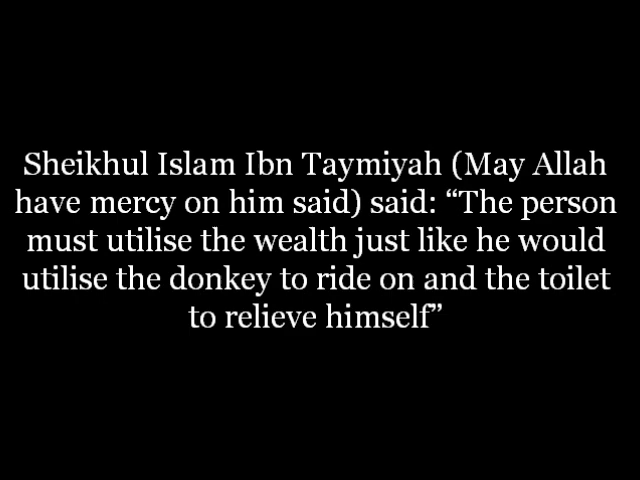 Sheikhul Islam Ibn Taymiyah (May Allah
have mercy on him said) said: “The person
must utilise the wealth just like he would
utilise the donkey to ride on and the toilet
to relieve himself”